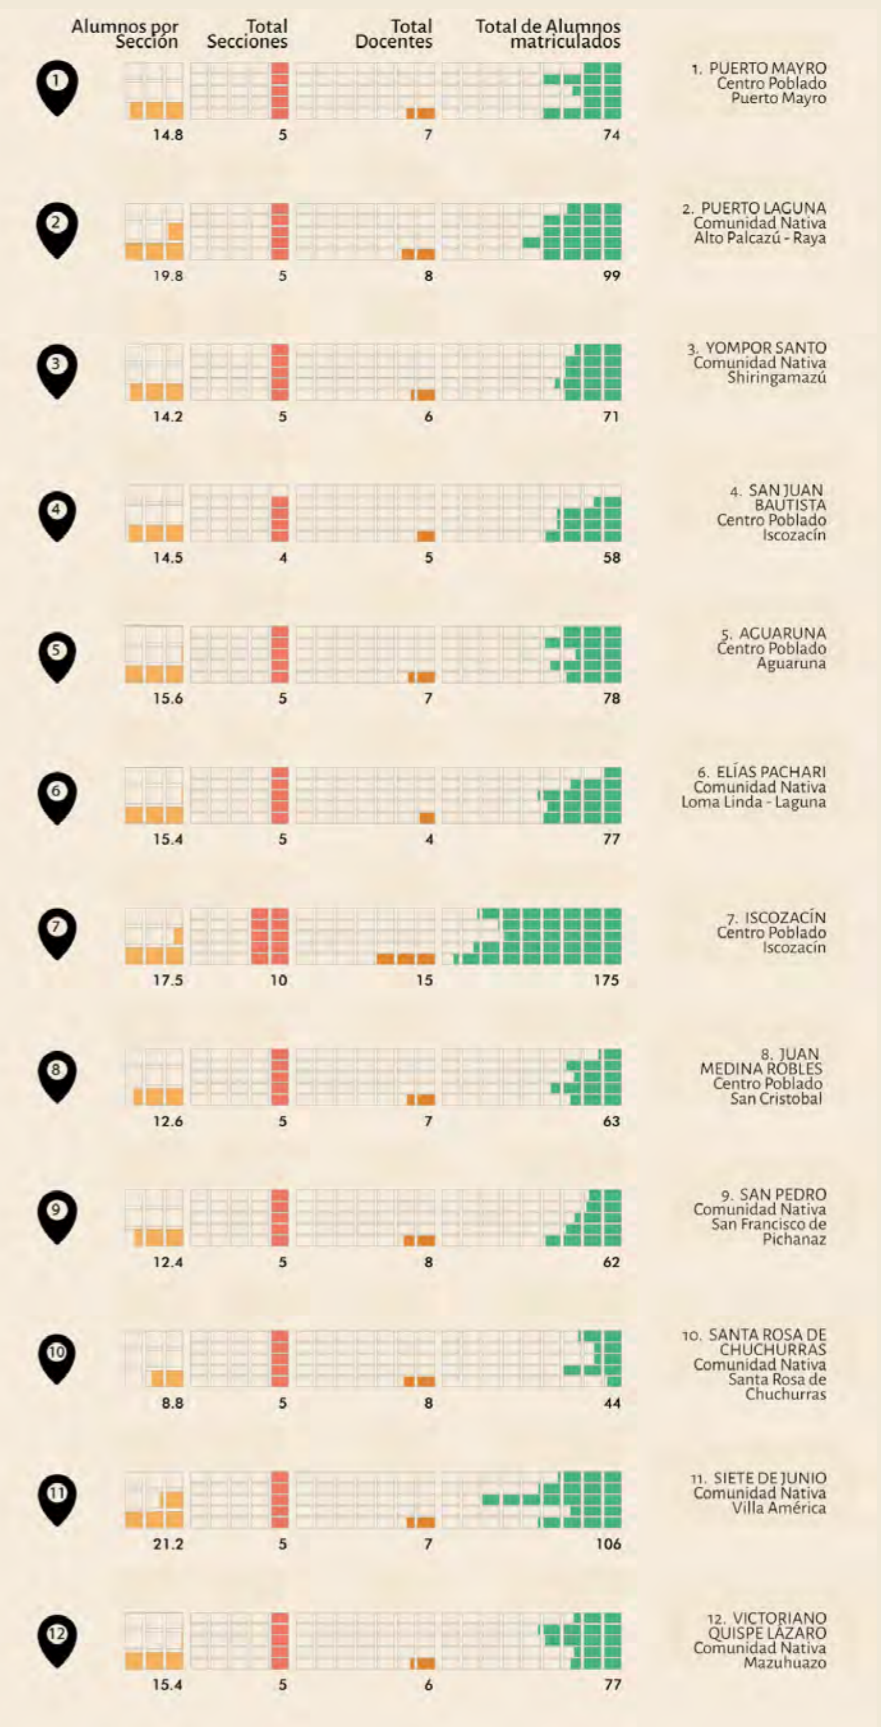 Alumnos por
Sección
Total
Secciones
Total
Docentes
Total de Alumnos
matriculados
1
14.8
5
7
74
1. PUERTO MAYRO
Centro Poblado
Puerto Mayro
2
19.8
5
8
99
2. PUERTO LAGUNA
Comunidad Nativa
Alto Palcazú - Raya
3
14.2
5
6
71
3. YOMPOR SANTO
Comunidad Nativa
Shiringamazú
4
14.5
4
5
58
4. SAN JUAN
BAUTISTA
Centro Poblado
Iscozacín
5
15.6
5
7
78
5. AGUARUNA
Centro Poblado
Aguaruna
6
15.4
5
4
77
6. ELÍAS PACHARI
Comunidad Nativa
Loma Linda - Laguna
7
17.5
10
15
175
7. ISCOZACÍN
Centro Poblado
Iscozacín
8
12.6
5
7
63
8. JUAN
MEDINA ROBLES
Centro Poblado
San Cristobal
9
12.4
5
8
62
9. SAN PEDRO
Comunidad Nativa
San Francisco de
Pichanaz
10
8.8
5
8
44
10. SANTA ROSA DE
CHUCHURRAS
Comunidad Nativa
Santa Rosa de
Chuchurras
11
21.2
5
7
106
11. SIETE DE JUNIO
Comunidad Nativa
Villa América
12
15.4
5
6
77
12. VICTORIANO
QUISPE LÁZARO
Comunidad Nativa
Mazuhuazo